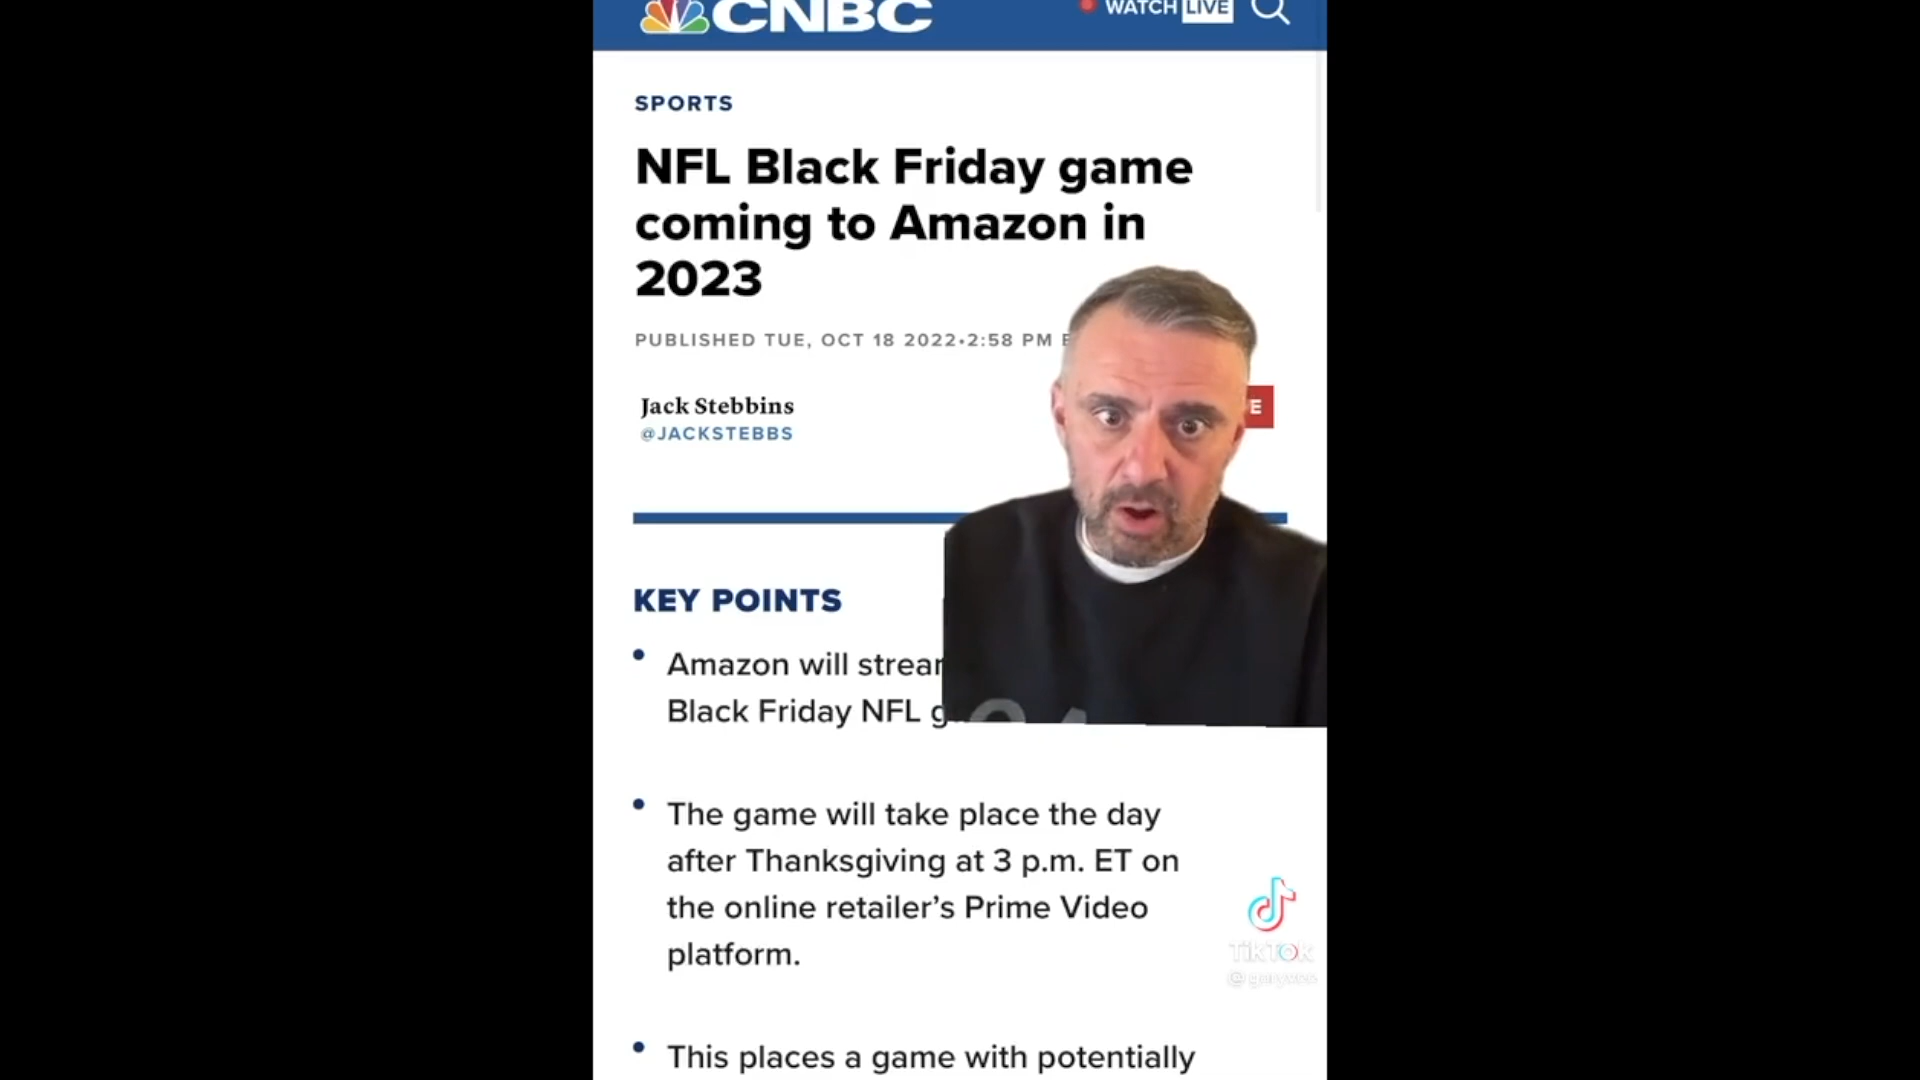 CNBC
WATCH LIVE
SPORTS
NFL Black Friday game
coming to Amazon in
2023
PUBLISHED TUE, OCT 18 2022•2:58 PM
Jack Stebbins
@JACKSTEBBS
E
KEY POINTS
Amazon will strea
Black Friday NFL g
The game will take place the day
after Thanksgiving at 3 p.m. ET on
the online retailer’s Prime Video
platform.
TikTok
@garyvee
This places a game with potentially